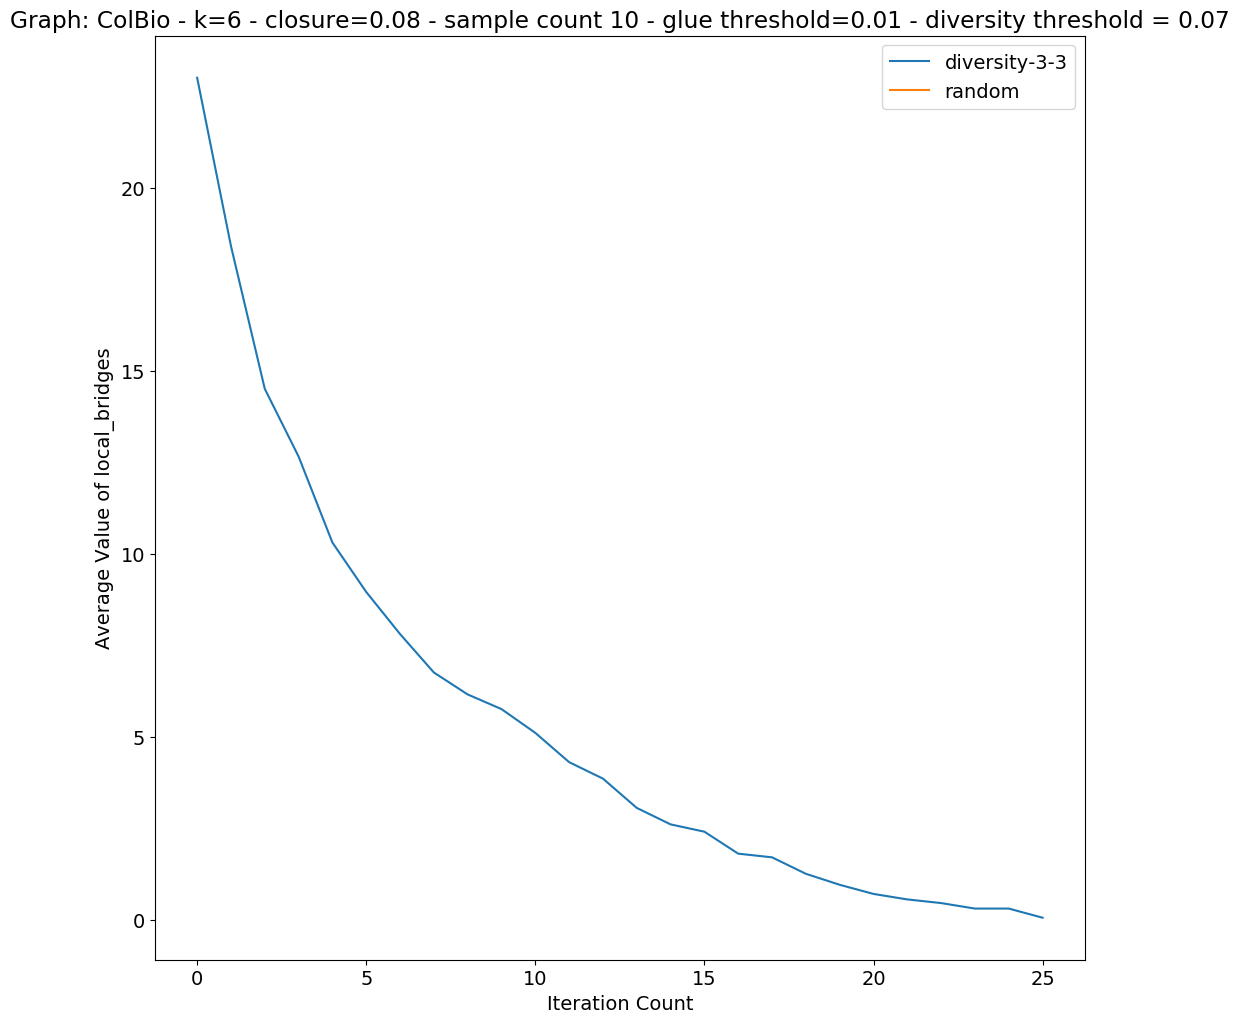 Graph: ColBio - k=6 - closure=0.08 - sample count 10 - glue threshold=0.01 - diversity threshold = 0.07
diversity-3-3
random
Average Value of local_bridges
20
15
10
5
0
0 5 10 15 20 25
Iteration Count